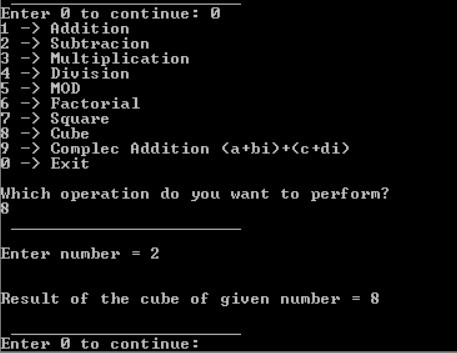 Enter 0 to continue: 0
1 -> Addition
2 -> Subtracion
3 -> Multiplication
4 -> Division
5 -> MOD
6 -> Factorial
7 -> Square
8 -> Cube
9 -> Complec Addition (a+bi)+(c+di)
0 -> Exit
Which operation do you want to perform?
8
Enter number = 2
Result of the cube of given number = 8
Enter 0 to continue: